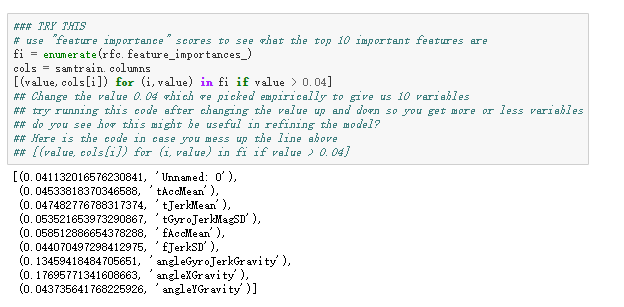 ### TRY THIS
# use "feature importance" scores to see what the top 10 important features are
fi = enumerate(rfc.feature_importances_)
cols = samtrain.columns
[(value,cols[i]) for (i,value) in fi if value > 0.04]
## Change the value 0.04 which we picked empirically to give us 10 variables
## try running this code after changing the value up and down so you get more or less variables
## do you see how this might be useful in refining the model?
## Here is the code in case you mess up the line above
## [(value,cols[i]) for (i,value) in fi if value > 0.04]
[(0.041132016576230841, 'Unnamed: 0'),
(0.04533818370346588, 'tAccMean'),
(0.047482776788317374, 'tJerkMean'),
(0.053521653973290867, 'tGyroJerkMagSD'),
(0.058512886654378288, 'fAccMean'),
(0.044070497298412975, 'fJerkSD'),
(0.13459418484705651, 'angleGyroJerkGravity'),
(0.17695771341608663, 'angleXGravity'),
(0.043735641768225926, 'angleYGravity')]